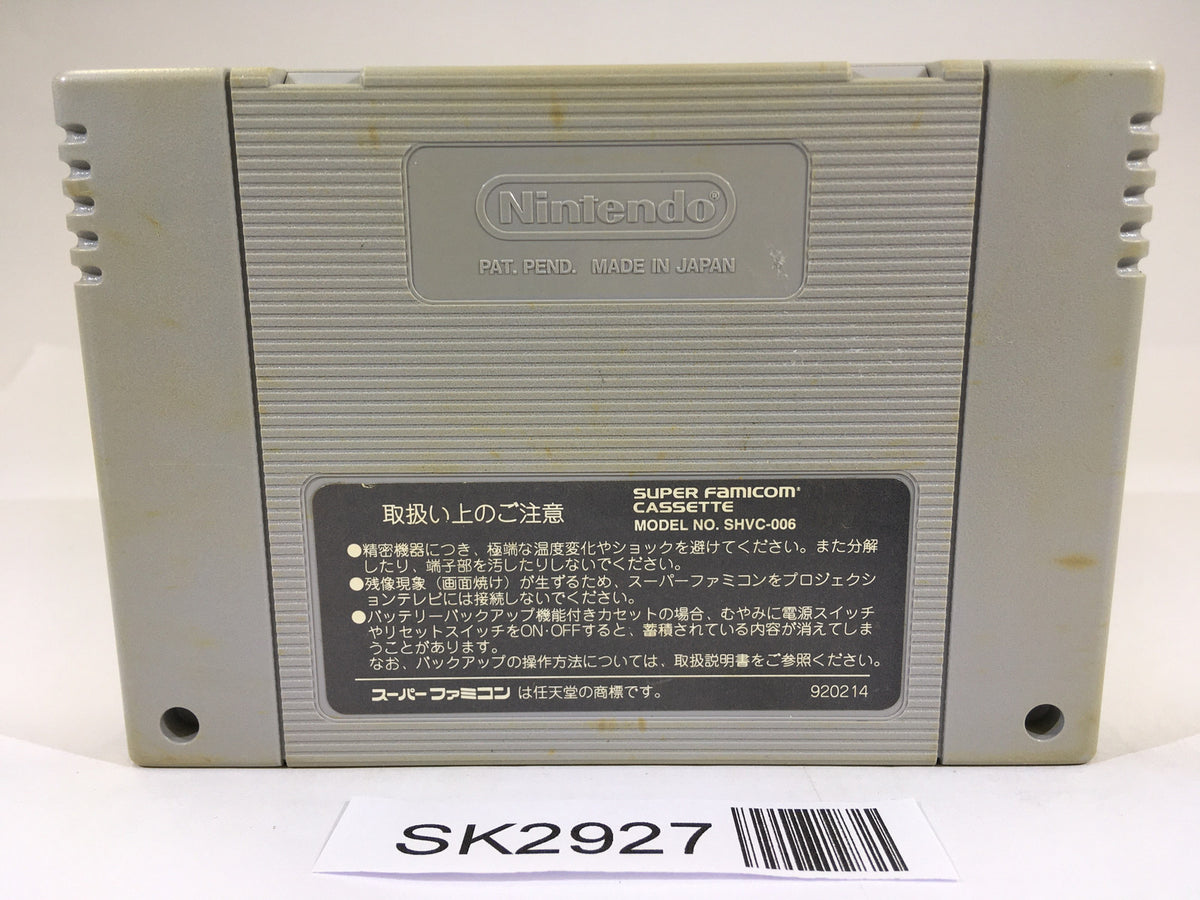 Nintendo®
PAT. PEND. MADE IN JAPAN
取扱い上のご注意
SUPER FAMICOM®
CASSETTE
MODEL NO. SHVC-006
●精密機器につき、極端な温度変化やショックを避けてください。また分解
したり、端子部を汚したりしないでください。
●残像現象（画面焼け）が生ずるため、スーパーファミコンをプロジェクシ
ョンテレビには接続しないでください。
●バッテリーバックアップ機能付きカセットの場合、むやみに電源スイッチ
やリセットスイッチをON・OFFすると、蓄積されている内容が消えてしま
うことがあります。
なお、バックアップの操作方法については、取扱説明書をご参照ください。
スーパーファミコン は任天堂の商標です。 920214
SK2927